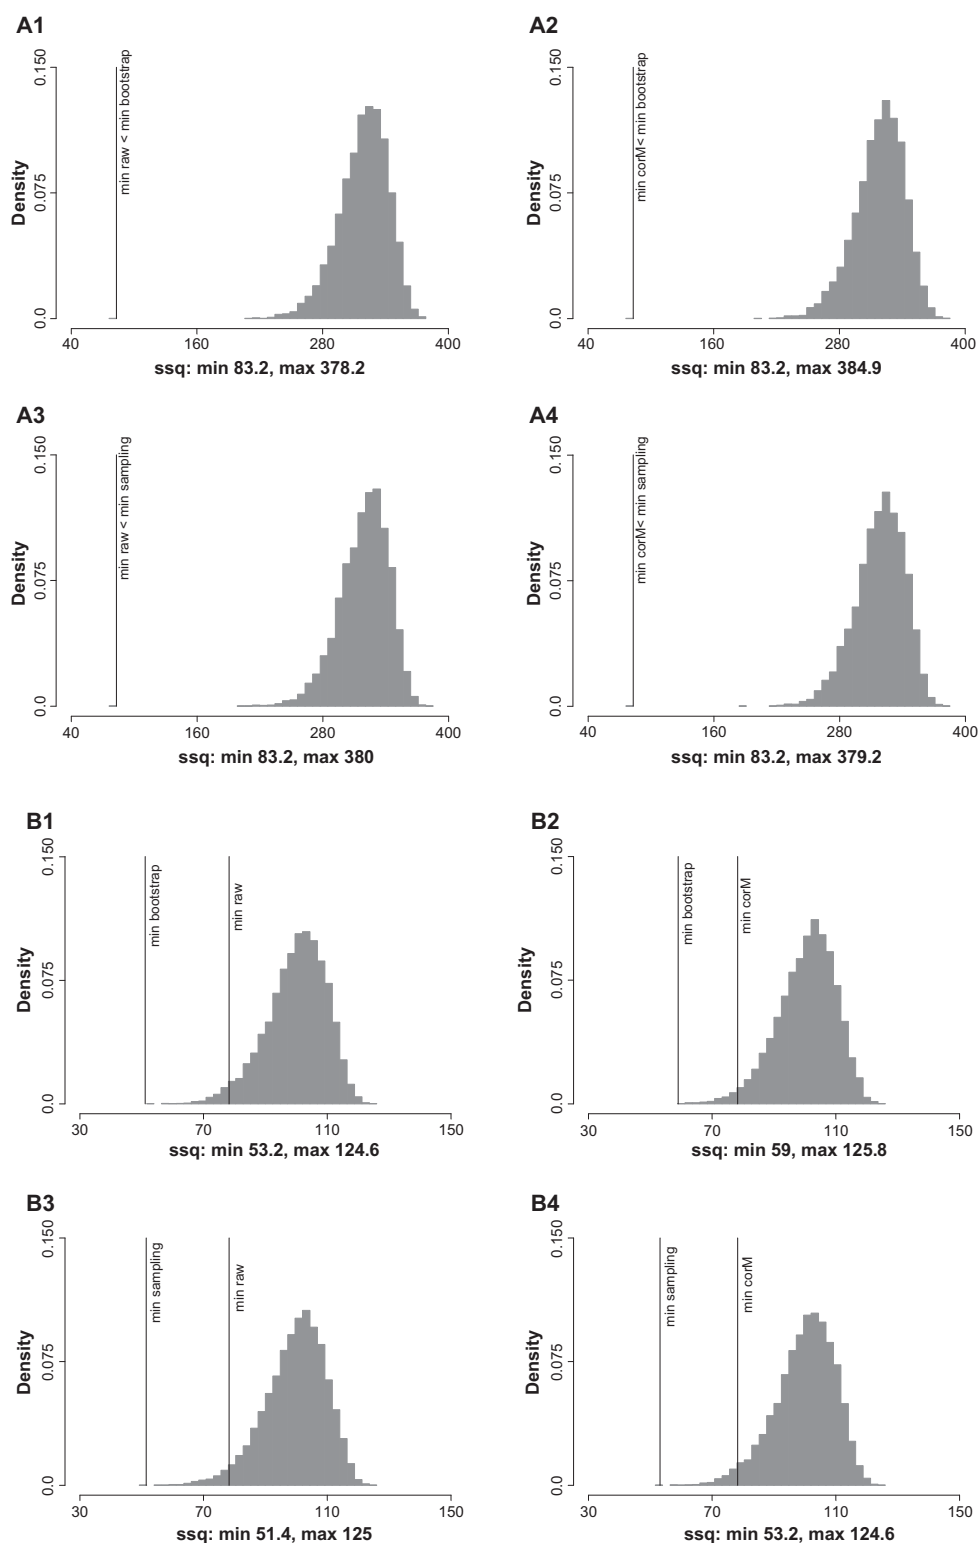 A1
0.150
0.075
0.0
Density
min raw < min bootstrap
40 160 280 400
ssq: min 83.2, max 378.2
A2
0.150
0.075
0.0
Density
min corM< min bootstrap
40 160 280 400
ssq: min 83.2, max 384.9
A3
0.150
0.075
0.0
Density
min raw < min sampling
40 160 280 400
ssq: min 83.2, max 380
A4
0.150
0.075
0.0
Density
min corM< min sampling
40 160 280 400
ssq: min 83.2, max 379.2
B1
0.150
0.075
0.0
Density
min bootstrap
min raw
30 70 110 150
ssq: min 53.2, max 124.6
B2
0.150
0.075
0.0
Density
min bootstrap
min corM
30 70 110 150
ssq: min 59, max 125.8
B3
0.150
0.075
0.0
Density
min sampling
min raw
30 70 110 150
ssq: min 51.4, max 125
B4
0.150
0.075
0.0
Density
min sampling
min corM
30 70 110 150
ssq: min 53.2, max 124.6